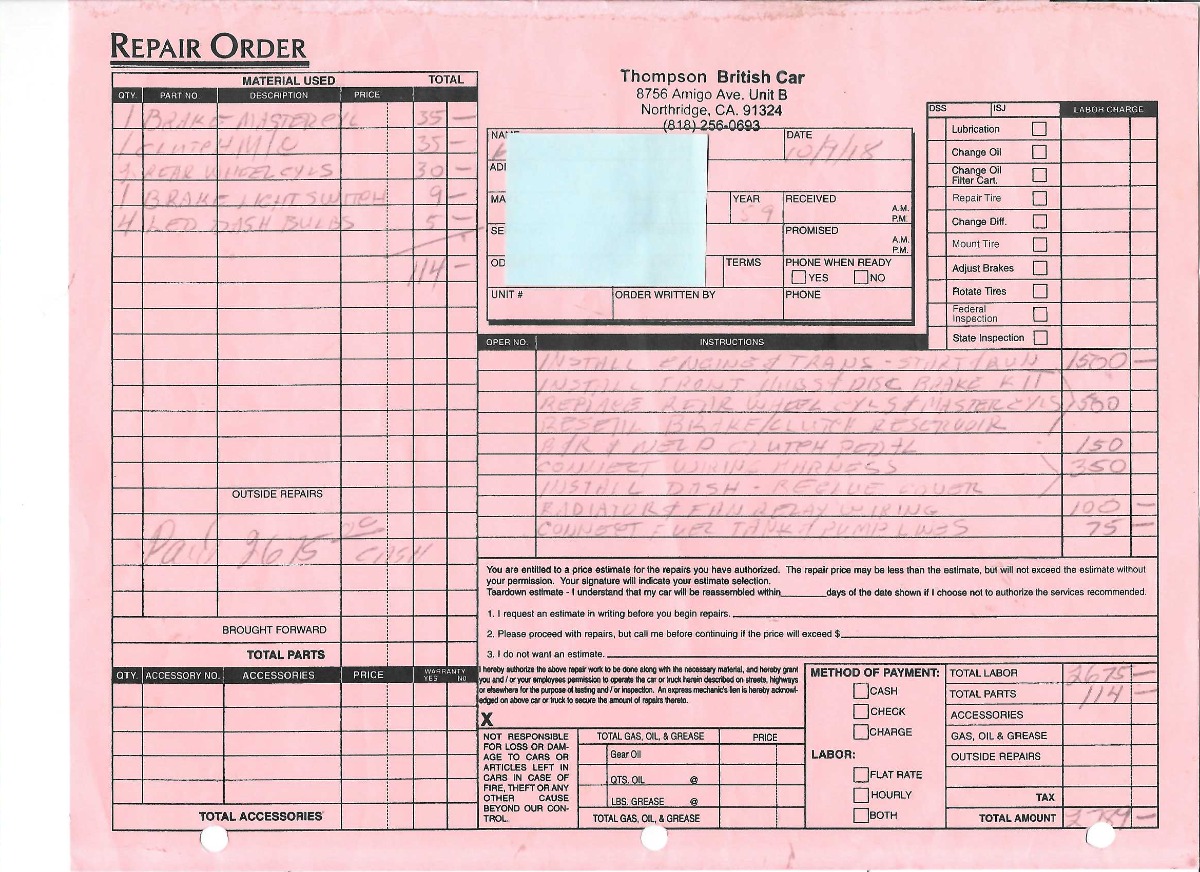 REPAIR ORDER
MATERIAL USED TOTAL
QTY. PART NO. DESCRIPTION PRICE
1 BRAKE MASTER CYL 35 —
1 CLUTCH M/C 35 —
2 REAR WHEEL CYLS 30 —
1 BRAKE LIGHT SWITCH 9 —
4 LED DASH BULBS 5 —
114 —
OUTSIDE REPAIRS
Paid 2675 00 CASH
BROUGHT FORWARD
TOTAL PARTS
QTY. ACCESSORY NO. ACCESSORIES PRICE WARRANTY YES NO
TOTAL ACCESSORIES
Thompson British Car
8756 Amigo Ave. Unit B
Northridge, CA. 91324
(818) 256-0693
DATE
10/9/18
YEAR 59 RECEIVED
A.M.
P.M.
PROMISED
A.M.
P.M.
TERMS PHONE WHEN READY
YES NO
UNIT # ORDER WRITTEN BY PHONE
DSS ISJ LABOR CHARGE
Lubrication
Change Oil
Change Oil
Filter Cart.
Repair Tire
Change Diff.
Mount Tire
Adjust Brakes
Rotate Tires
Federal
Inspection
State Inspection
OPER NO. INSTRUCTIONS
INSTALL ENGINE & TRANS - START/RUN 1500 —
INSTALL FRONT HUBS & DISC BRAKE KIT
REPLACE REAR WHEEL CYLS & MASTER CYLS 500
RESEAL BRAKE/CLUTCH RESERVOIR
R/R & WELD CLUTCH PEDAL 150
CONNECT WIRING HARNESS 350
INSTALL DASH - REGLUE COVER
RADIATOR & FAN RELAY WIRING 100 —
CONNECT FUEL TANK & PUMP LINES 75 —
You are entitled to a price estimate for the repairs you have authorized. The repair price may be less than the estimate, but will not exceed the estimate without
your permission. Your signature will indicate your estimate selection.
Teardown estimate - I understand that my car will be reassembled within______days of the date shown if I choose not to authorize the services recommended.
1. I request an estimate in writing before you begin repairs.
2. Please proceed with repairs, but call me before continuing if the price will exceed $
3. I do not want an estimate.
I hereby authorize the above repair work to be done along with the necessary material, and hereby grant
you and / or your employees permission to operate the car or truck herein described on streets, highways
or elsewhere for the purpose of testing and / or inspection. An express mechanic's lien is hereby acknowl-
edged on above car or truck to secure the amount of repairs thereto.
X
NOT RESPONSIBLE
FOR LOSS OR DAM-
AGE TO CARS OR
ARTICLES LEFT IN
CARS IN CASE OF
FIRE, THEFT OR ANY
OTHER CAUSE
BEYOND OUR CON-
TROL.
TOTAL GAS, OIL, & GREASE PRICE
Gear Oil
QTS. OIL @
LBS. GREASE @
TOTAL GAS, OIL, & GREASE
METHOD OF PAYMENT:
CASH
CHECK
CHARGE
LABOR:
FLAT RATE
HOURLY
BOTH
TOTAL LABOR 2675 —
TOTAL PARTS 114 —
ACCESSORIES
GAS, OIL & GREASE
OUTSIDE REPAIRS
TAX
TOTAL AMOUNT 2789 —